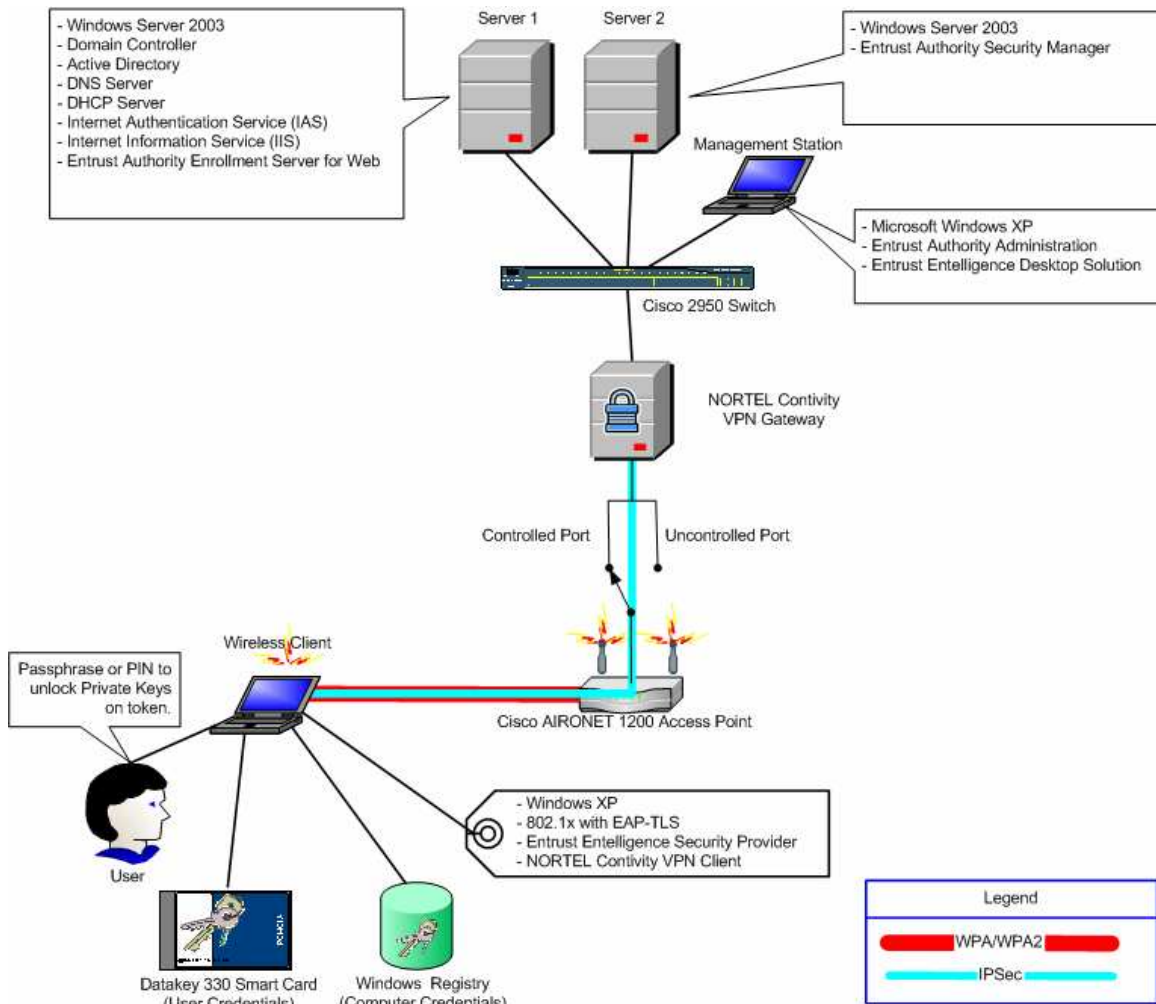 Server 1
Server 2
- Windows Server 2003
- Domain Controller
- Active Directory
- DNS Server
- DHCP Server
- Internet Authentication Service (IAS)
- Internet Information Service (IIS)
- Entrust Authority Enrollment Server for Web
- Windows Server 2003
- Entrust Authority Security Manager
Management Station
- Microsoft Windows XP
- Entrust Authority Administration
- Entrust Entelligence Desktop Solution
Cisco 2950 Switch
NORTEL Contivity
VPN Gateway
Controlled Port
Uncontrolled Port
Wireless Client
Passphrase or PIN to
unlock Private Keys
on token.
Cisco AIRONET 1200 Access Point
- Windows XP
- 802.1x with EAP-TLS
- Entrust Entelligence Security Provider
- NORTEL Contivity VPN Client
User
PCMCIA
Datakey 330 Smart Card
(User Credentials)
Windows Registry
(Computer Credentials)
Legend
WPA/WPA2
IPSec